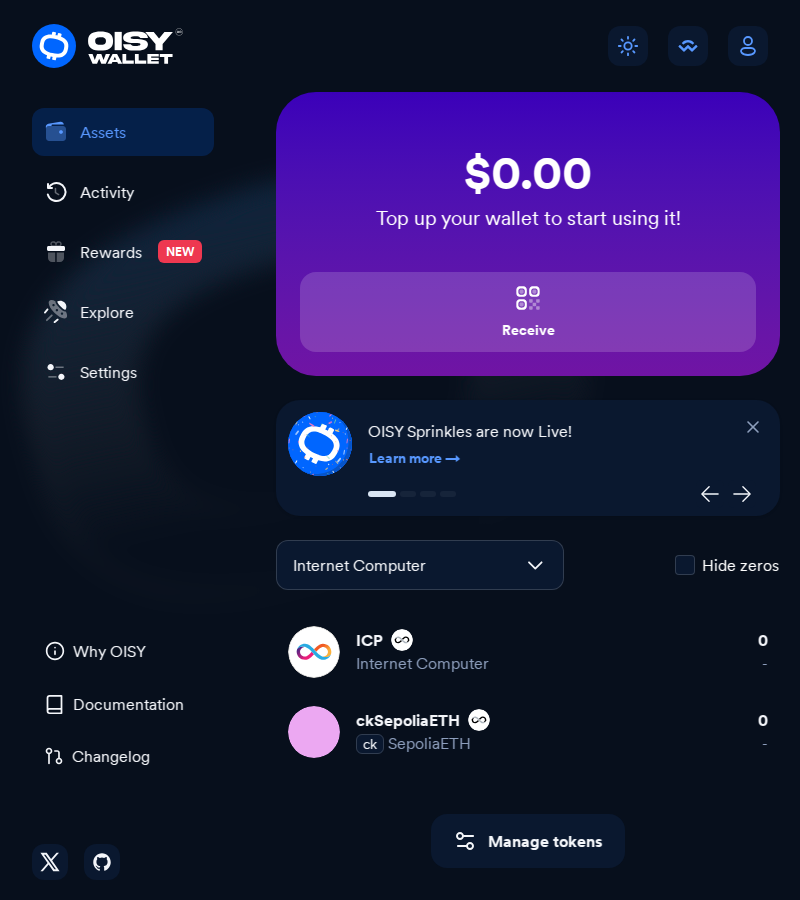 OISY
WALLET
Assets
Activity
Rewards NEW
Explore
Settings
Why OISY
Documentation
Changelog
$0.00
Top up your wallet to start using it!
Receive
OISY Sprinkles are now Live!
Learn more →
Internet Computer
Hide zeros
ICP 0
Internet Computer -
ckSepoliaETH 0
ck SepoliaETH -
Manage tokens